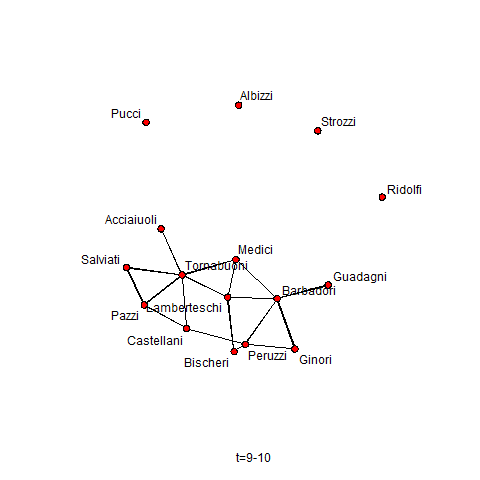 Albizzi
Pucci
Strozzi
Ridolfi
Acciaiuoli
Medici
Salviati
Tornabuoni
Guadagni
Barbadori
Lamberteschi
Pazzi
Castellani
Peruzzi
Ginori
Bischeri
t=9-10